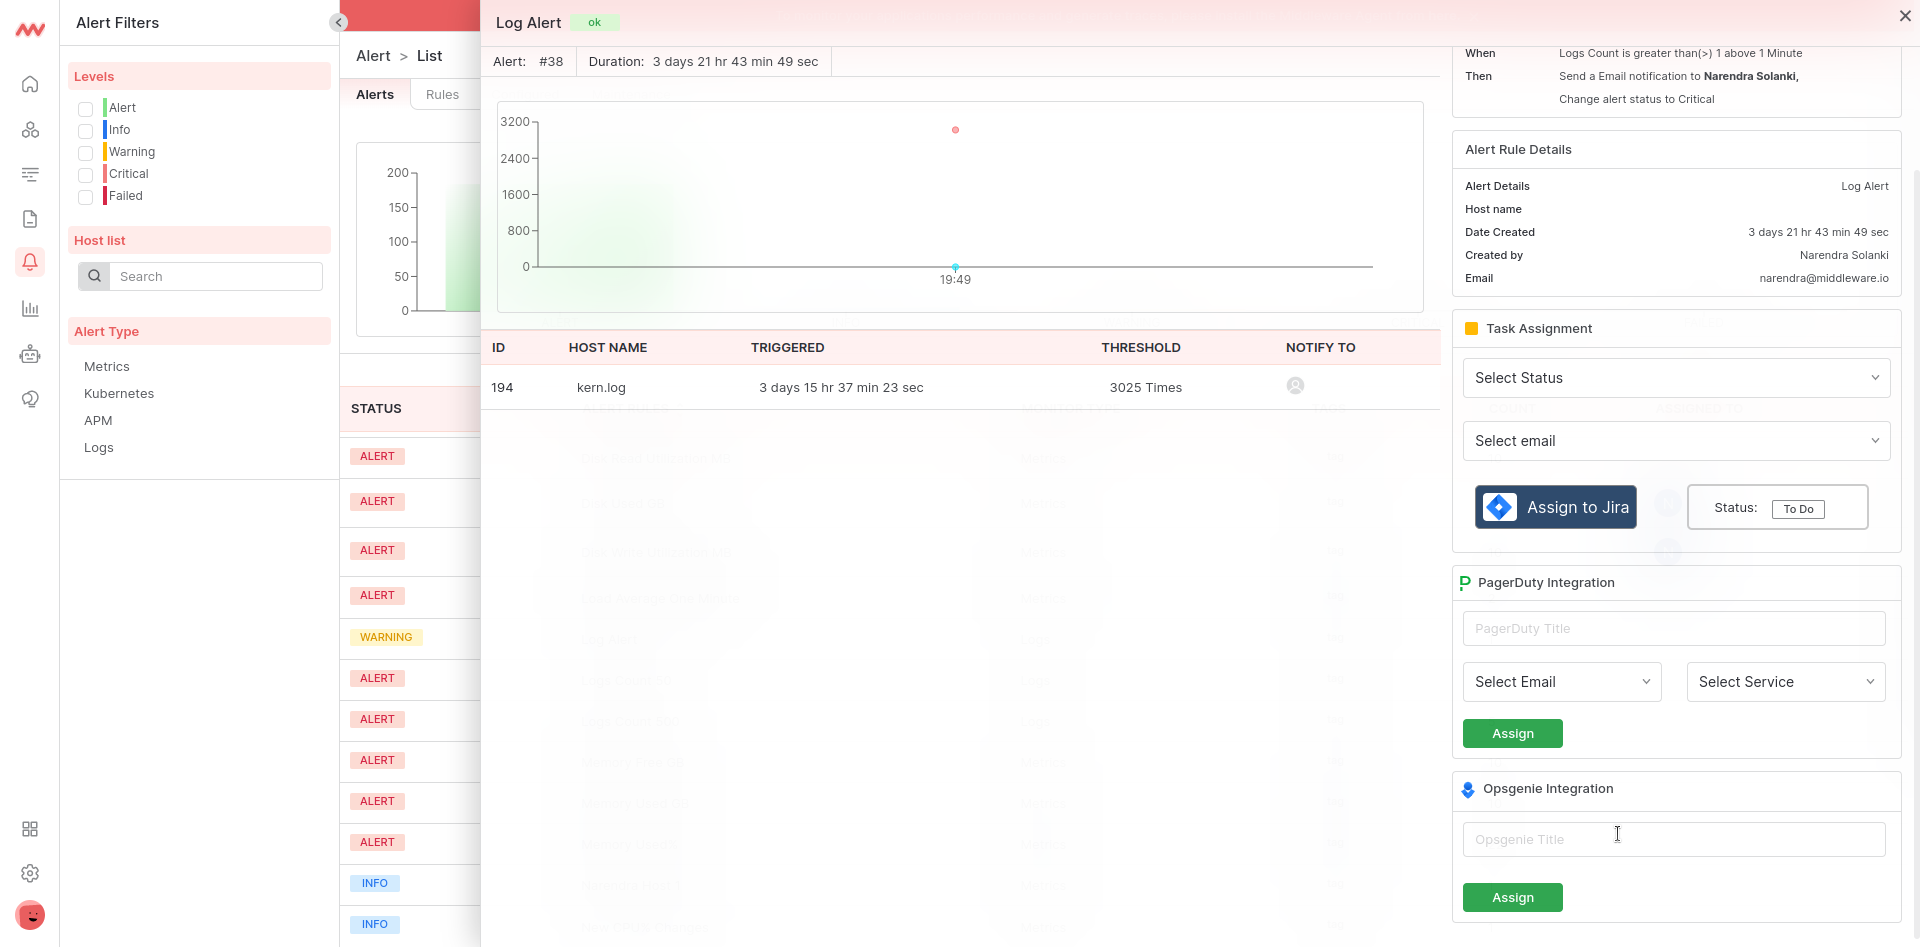 Alert Filters
Levels
Alert
Info
Warning
Critical
Failed
Host list
Search
Alert Type
Metrics
Kubernetes
APM
Logs
Alert > List
Alerts Rules
200
150
100
50
0
STATUS
ALERT
ALERT
ALERT
ALERT
WARNING
ALERT
ALERT
ALERT
ALERT
ALERT
INFO
INFO
Log Alert ok
Alert: #38 Duration: 3 days 21 hr 43 min 49 sec
3200
2400
1600
800
0
19:49
ID HOST NAME TRIGGERED THRESHOLD NOTIFY TO
194 kern.log 3 days 15 hr 37 min 23 sec 3025 Times
When Logs Count is greater than(>) 1 above 1 Minute
Then Send a Email notification to Narendra Solanki,
Change alert status to Critical
Alert Rule Details
Alert Details Log Alert
Host name
Date Created 3 days 21 hr 43 min 49 sec
Created by Narendra Solanki
Email narendra@middleware.io
Task Assignment
Select Status
Select email
Assign to Jira Status: To Do
PagerDuty Integration
PagerDuty Title
Select Email Select Service
Assign
Opsgenie Integration
Opsgenie Title
Assign